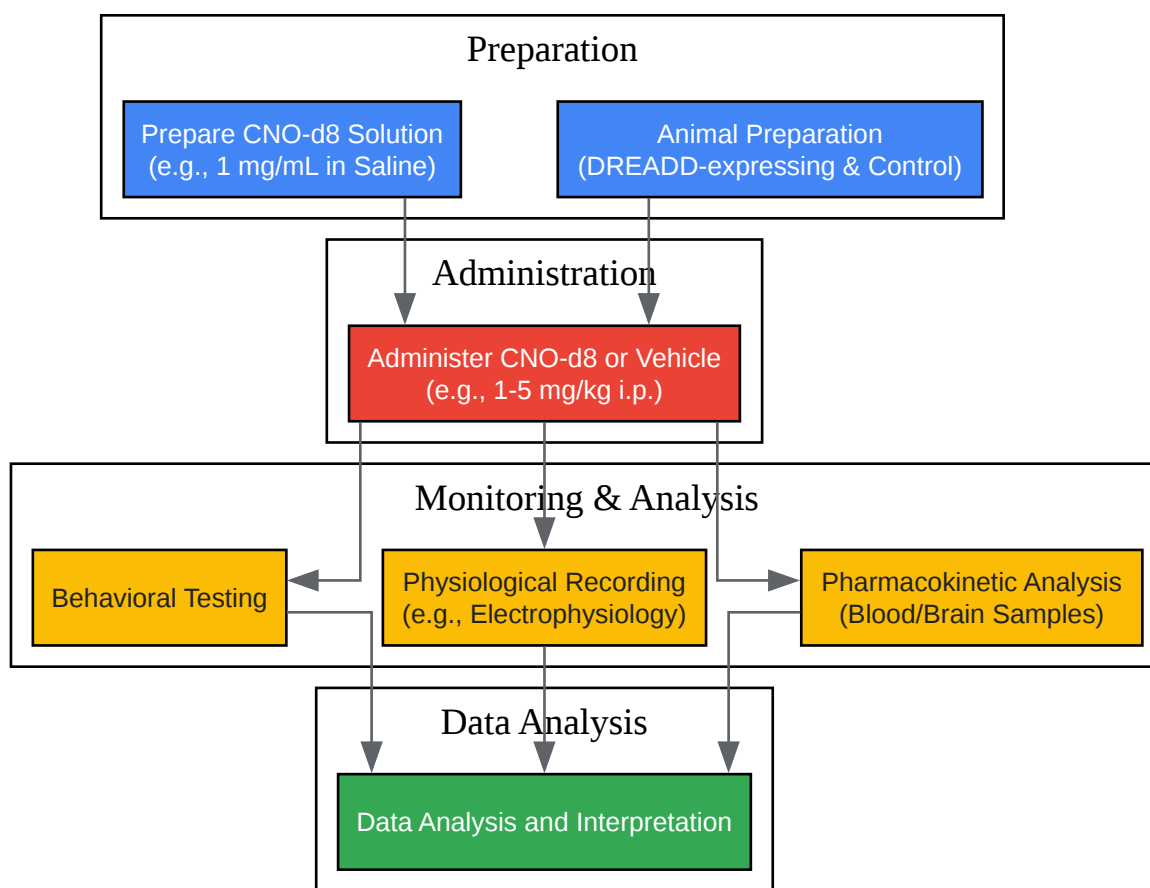 Preparation
Prepare CNO-d8 Solution
(e.g., 1 mg/mL in Saline)
Animal Preparation
(DREADD-expressing & Control)
Administration
Administer CNO-d8 or Vehicle
(e.g., 1-5 mg/kg i.p.)
Monitoring & Analysis
Behavioral Testing
Physiological Recording
(e.g., Electrophysiology)
Pharmacokinetic Analysis
(Blood/Brain Samples)
Data Analysis
Data Analysis and Interpretation